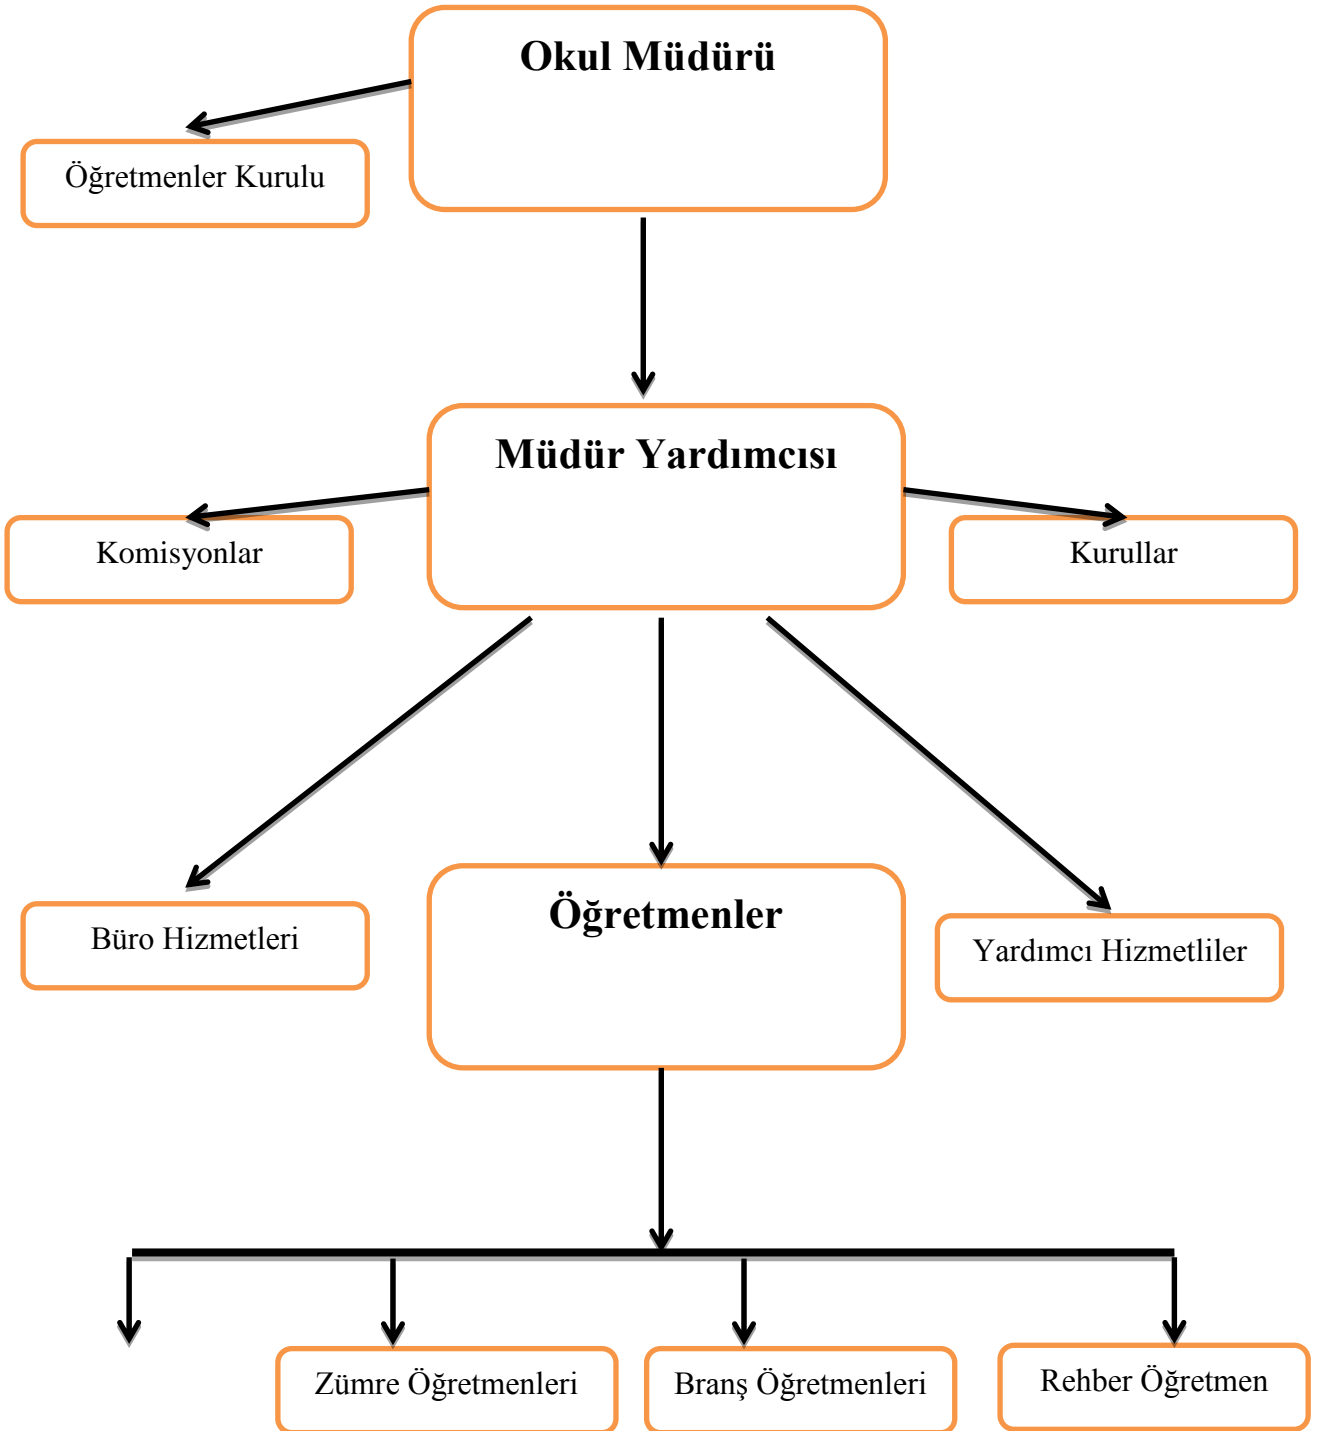 Okul Müdürü
Öğretmenler Kurulu
Müdür Yardımcısı
Komisyonlar
Kurullar
Öğretmenler
Büro Hizmetleri
Yardımcı Hizmetliler
Zümre Öğretmenleri
Branş Öğretmenleri
Rehber Öğretmen